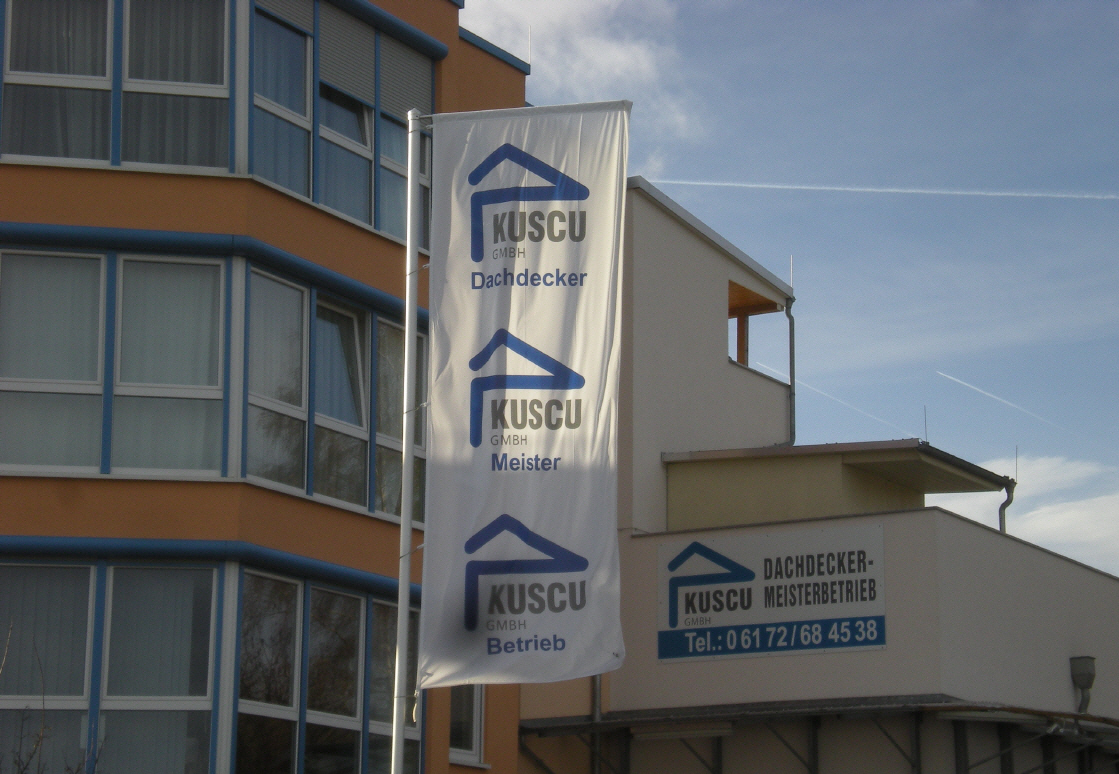 KUSCU
GMBH
Dachdecker
KUSCU
GMBH
Meister
KUSCU
GMBH
Betrieb
KUSCU
GMBH
DACHDECKER-
MEISTERBETRIEB
Tel.: 0 61 72 / 68 45 38